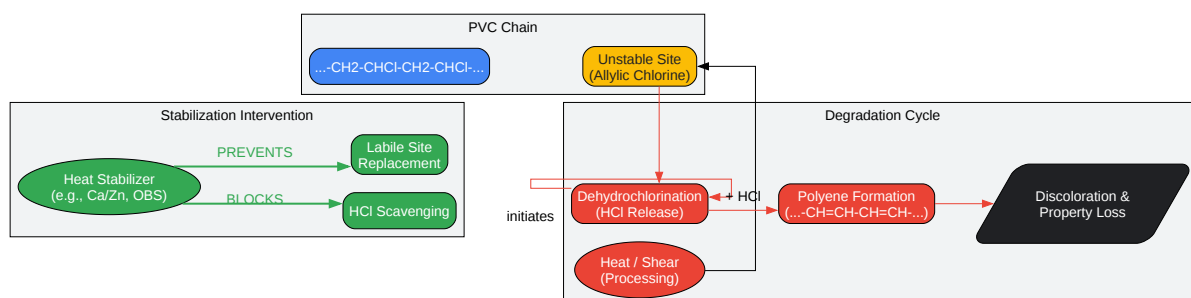 PVC Chain
...-CH2-CHCl-CH2-CHCl-...
Unstable Site
(Allylic Chlorine)
Stabilization Intervention
Heat Stabilizer
(e.g., Ca/Zn, OBS)
PREVENTS
BLOCKS
Labile Site
Replacement
HCl Scavenging
Degradation Cycle
initiates
Dehydrochlorination
(HCl Release)
+ HCl
Polyene Formation
(...-CH=CH-CH=CH-...)
Discoloration &
Property Loss
Heat / Shear
(Processing)